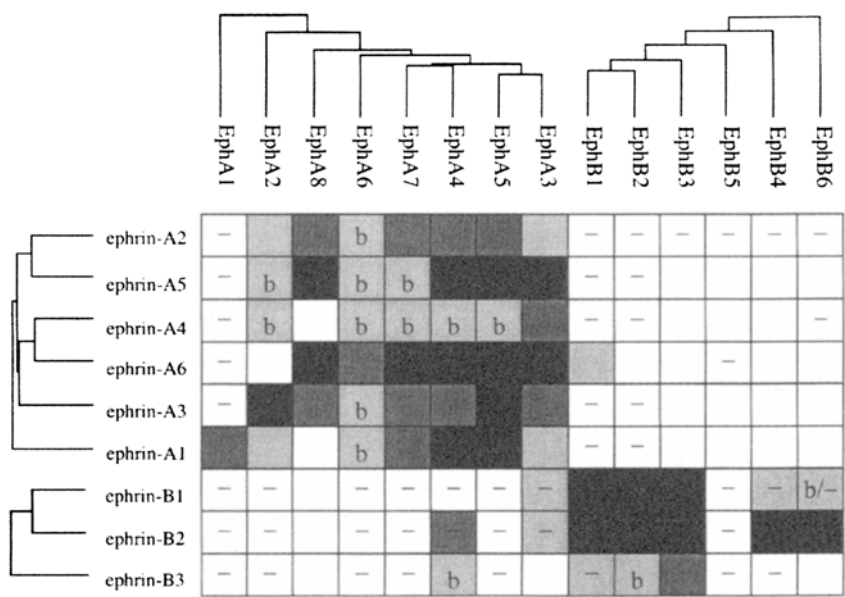 EphA1 EphA2 EphA8 EphA6 EphA7 EphA4 EphA5 EphA3 EphB1 EphB2 EphB3 EphB5 EphB4 EphB6
ephrin-A2 – b – – – – – –
ephrin-A5 – b b b – –
ephrin-A4 – b b b b b – – –
ephrin-A6 – –
ephrin-A3 – b – –
ephrin-A1 b – –
ephrin-B1 – – – – – – – – – – b/–
ephrin-B2 – – – – – – – –
ephrin-B3 – – – – – b – – b – –